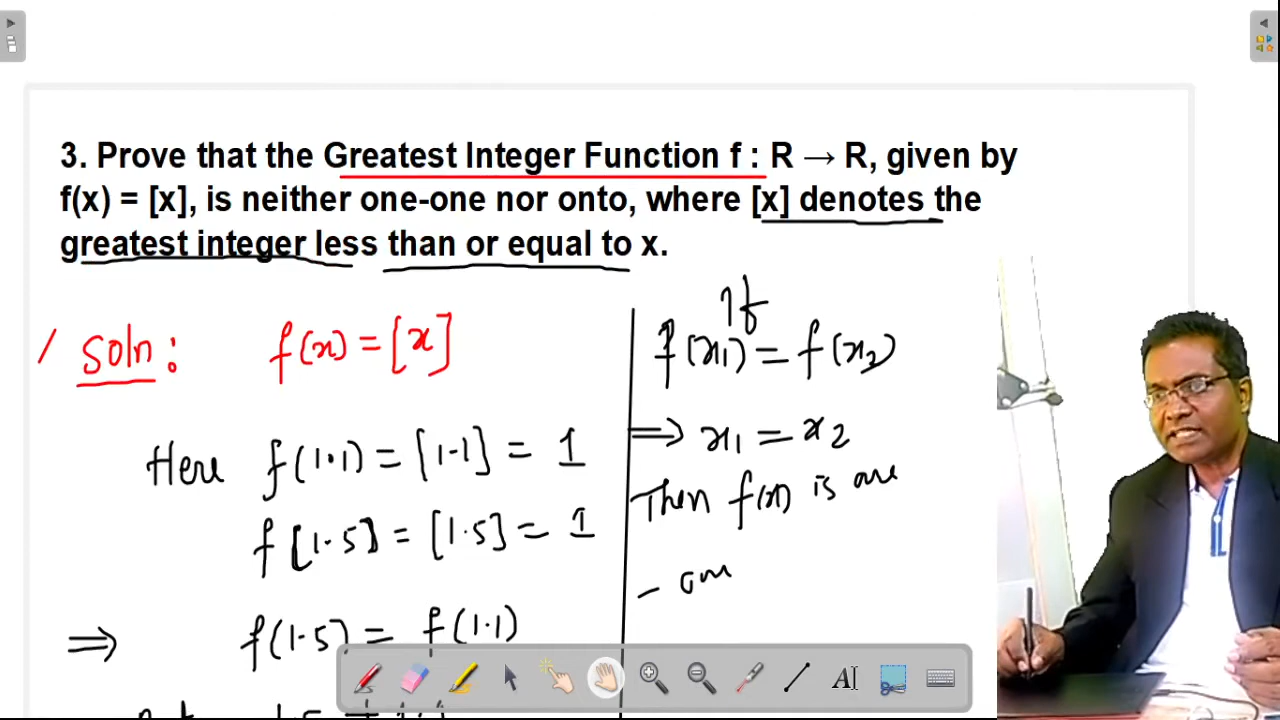 3. Prove that the Greatest Integer Function f : R → R, given by
f(x) = [x], is neither one-one nor onto, where [x] denotes the
greatest integer less than or equal to x.
Soln: f(x) = [x]
Here f(1.1) = [1.1] = 1
f[1.5] = [1.5] = 1
⇒ f(1.5) = f(1.1)
If
f(x1) = f(x2)
⇒ x1 = x2
Then f(x) is one
- one
AI